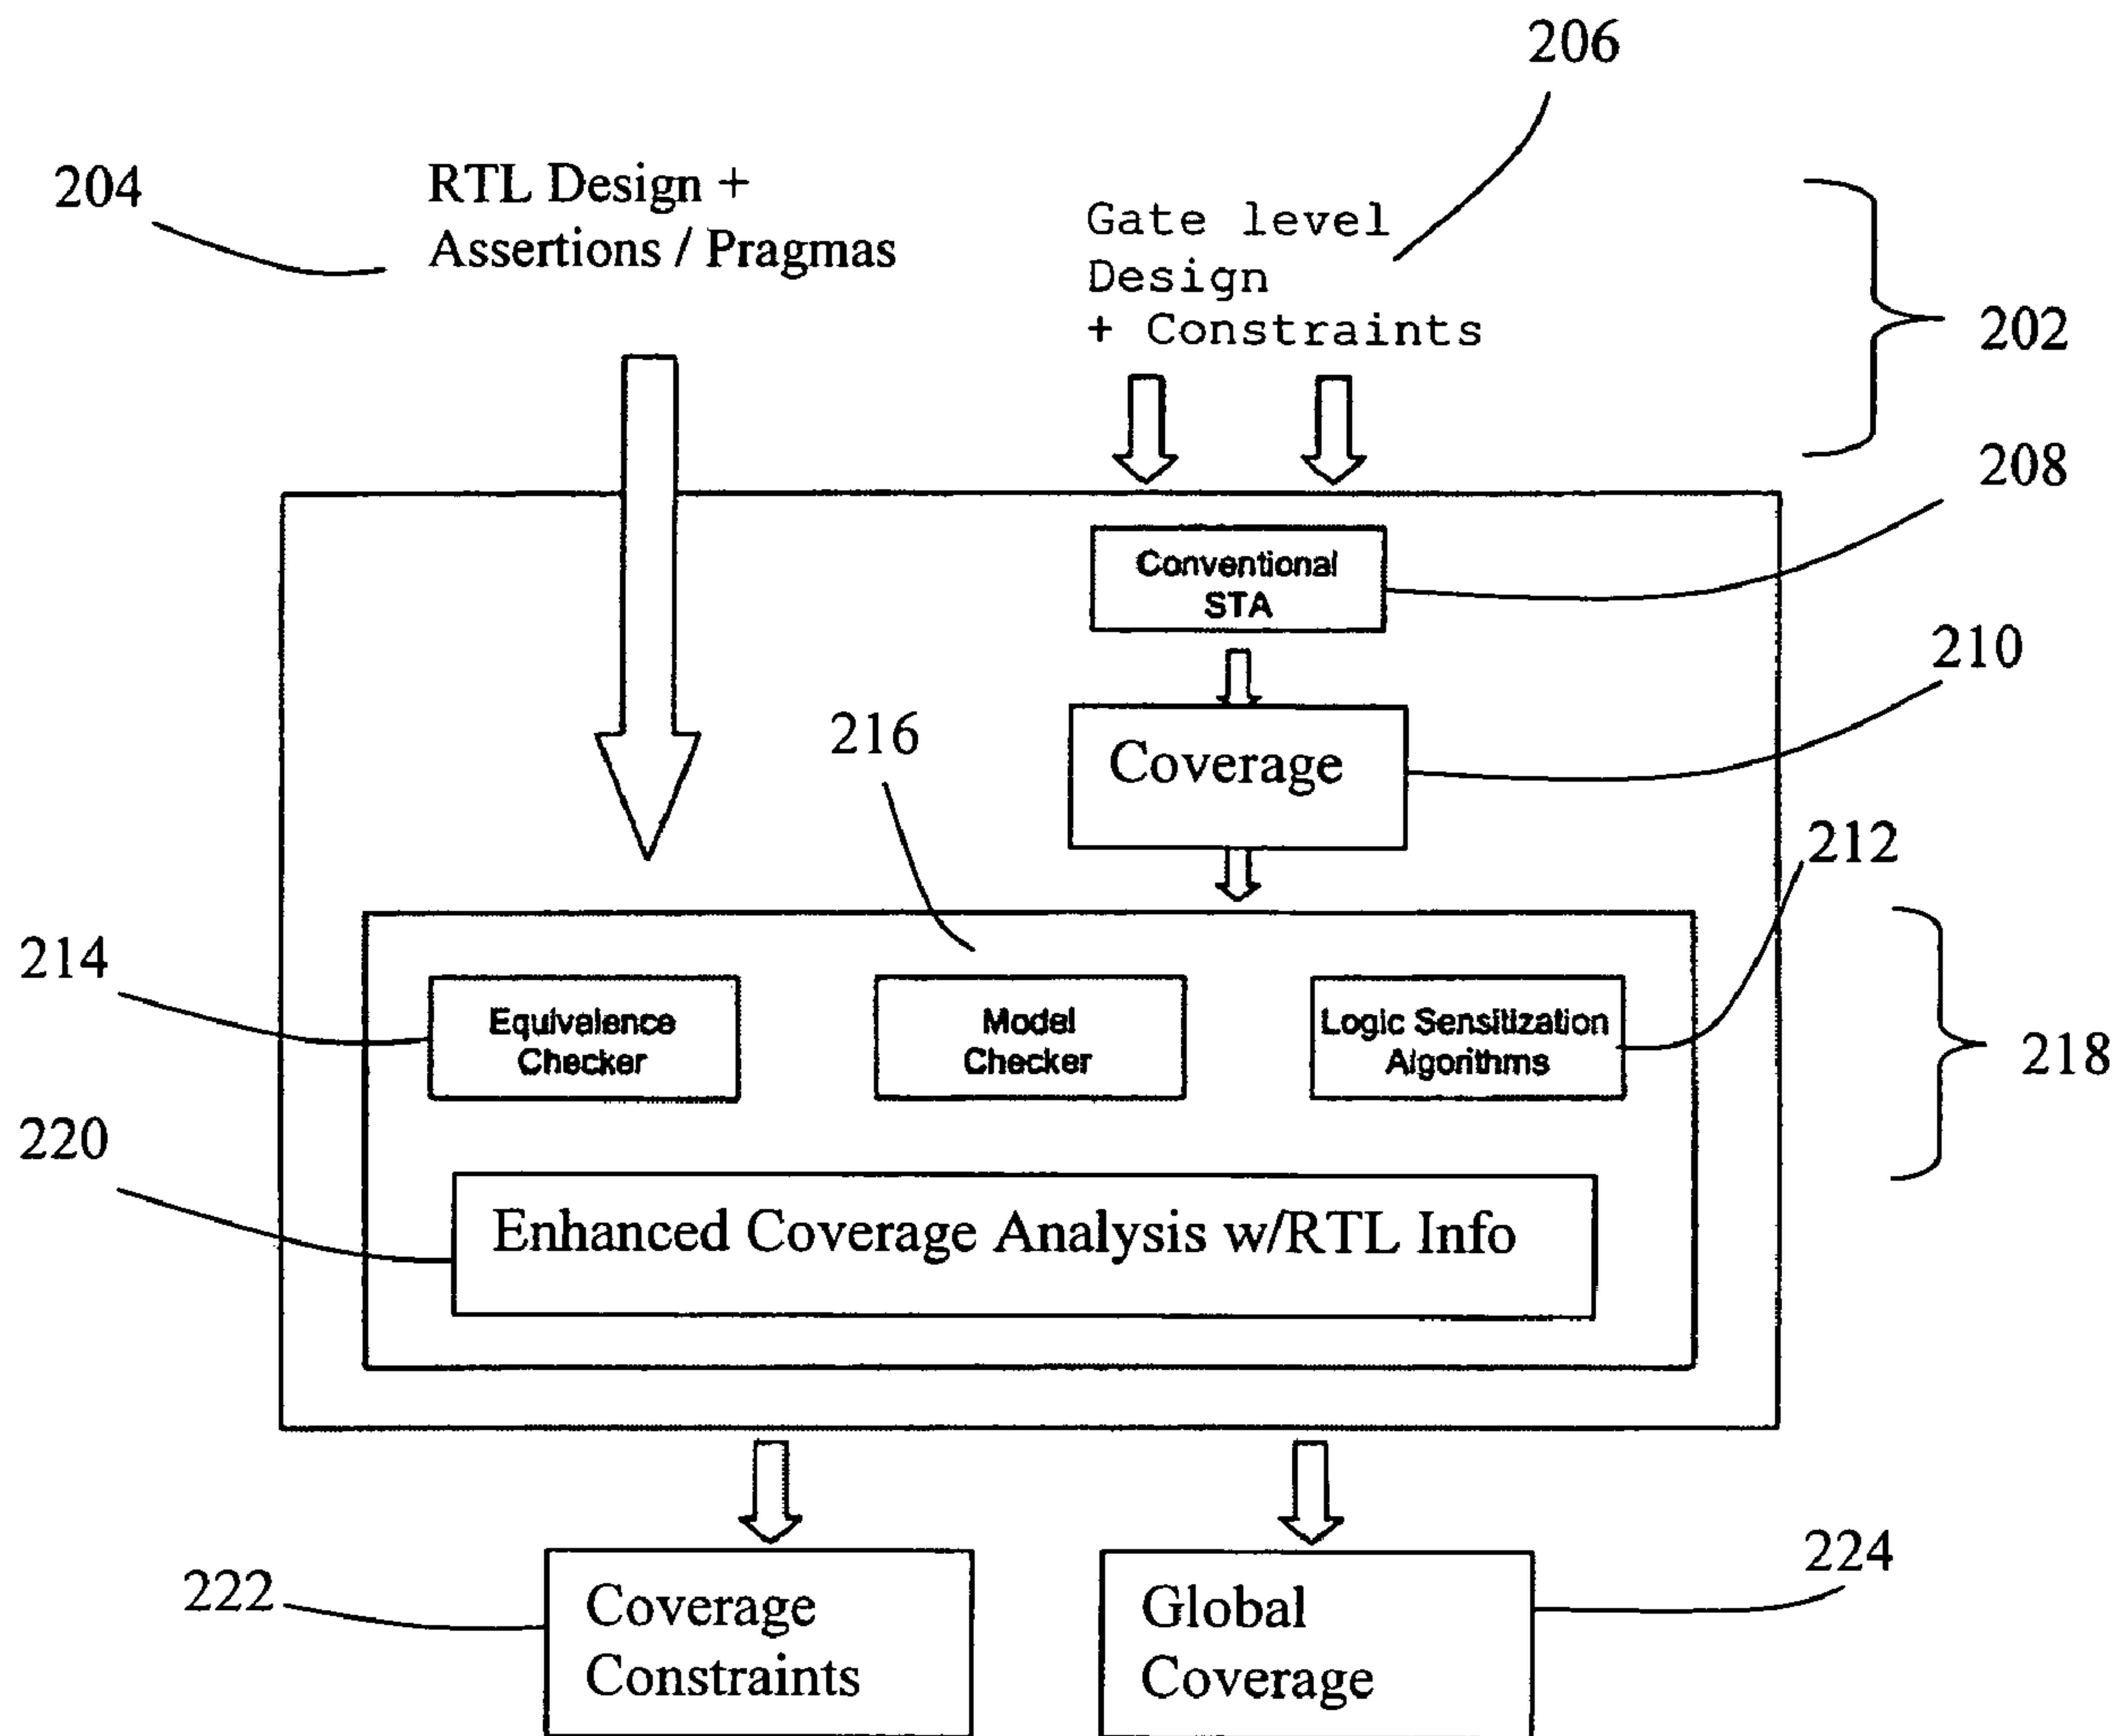 206
204
RTL Design +
Assertions / Pragmas
Gate level
Design
+ Constraints
202
208
Conventional
STA
210
216
Coverage
212
214
Equivalence
Checker
Model
Checker
Logic Sensitization
Algorithms
218
220
Enhanced Coverage Analysis w/RTL Info
222
Coverage
Constraints
Global
Coverage
224